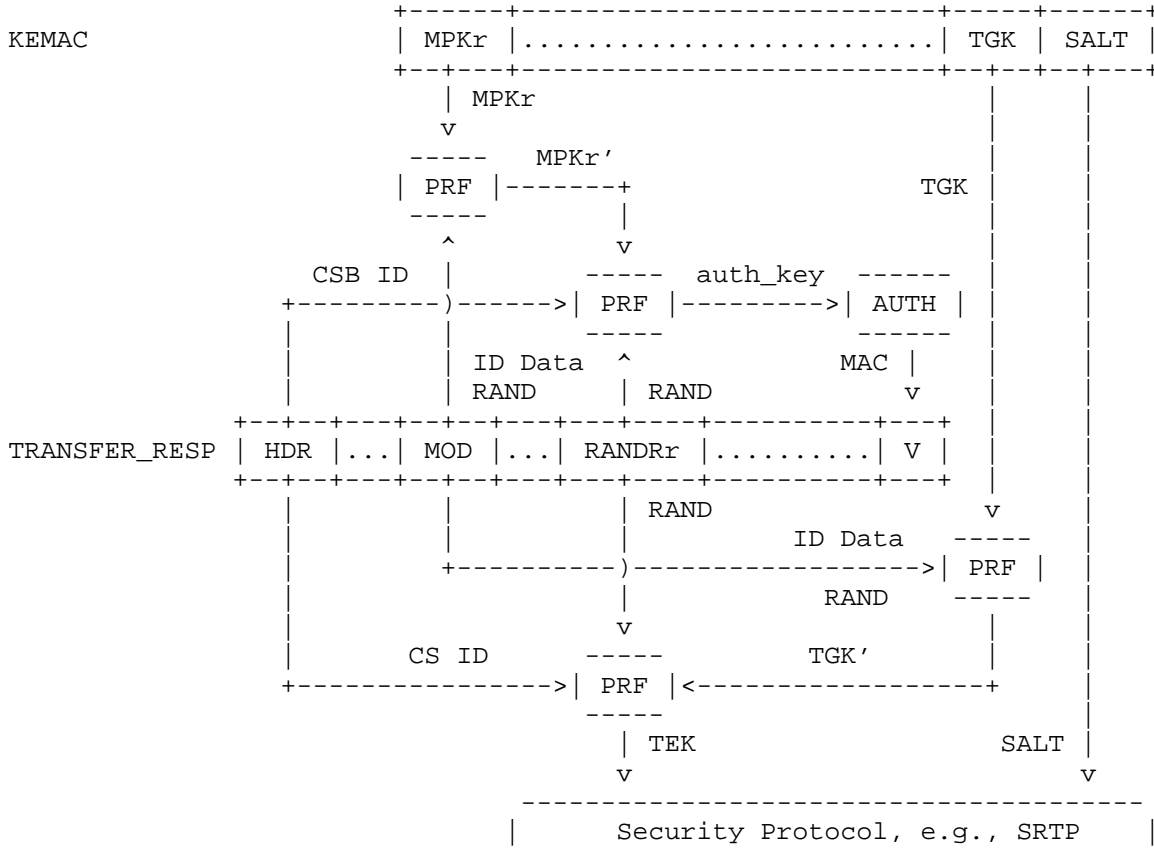 +------+---------------------------+-----+------+
KEMAC                            | MPKr |...........................| TGK | SALT |
                                 +--+---+---------------------------+--+--+--+---+
                                    | MPKr                             |     |
                                    v                                  |     |
                                  -----   MPKr’                        |     |
                                 | PRF |-------+                   TGK |     |
                                  -----        |                       |     |
                                    ^          v                       |     |
                            CSB ID  |        -----  auth_key  ------   |     |
                          +---------)------>| PRF |--------->| AUTH |  |     |
                          |         |        -----            ------   |     |
                          |         | ID Data  ^             MAC |     |     |
                          |         | RAND     | RAND            v     |     |
                       +--+--+---+--+--+---+---+----+----------+---+   |     |
TRANSFER_RESP          | HDR |...| MOD |...| RANDRr |..........| V |   |     |
                       +--+--+---+--+--+---+---+----+----------+---+   |     |
                          |         |          | RAND                  v     |
                          |         |          |          ID Data    -----   |
                          |         +----------)------------------>| PRF |   |
                          |                    |            RAND     -----   |
                          |                    v                       |     |
                          |       CS ID      -----         TGK’        |     |
                          +---------------->| PRF |<-------------------+     |
                                             -----                           |
                                               | TEK                    SALT |
                                               v                             v
                                         ---------------------------------------
                                        |      Security Protocol, e.g., SRTP    |